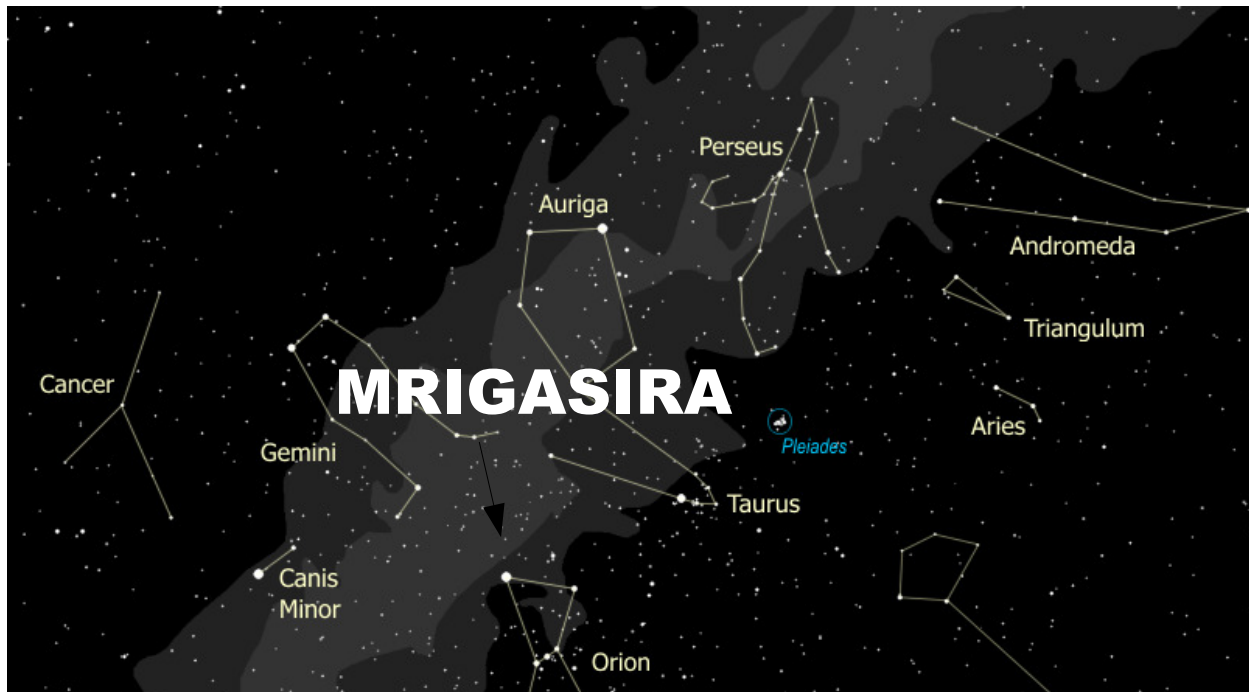 Perseus
Auriga
Andromeda
Triangulum
Cancer
MRIGASIRA
Aries
Gemini
Pleiades
Taurus
Canis
Minor
Orion